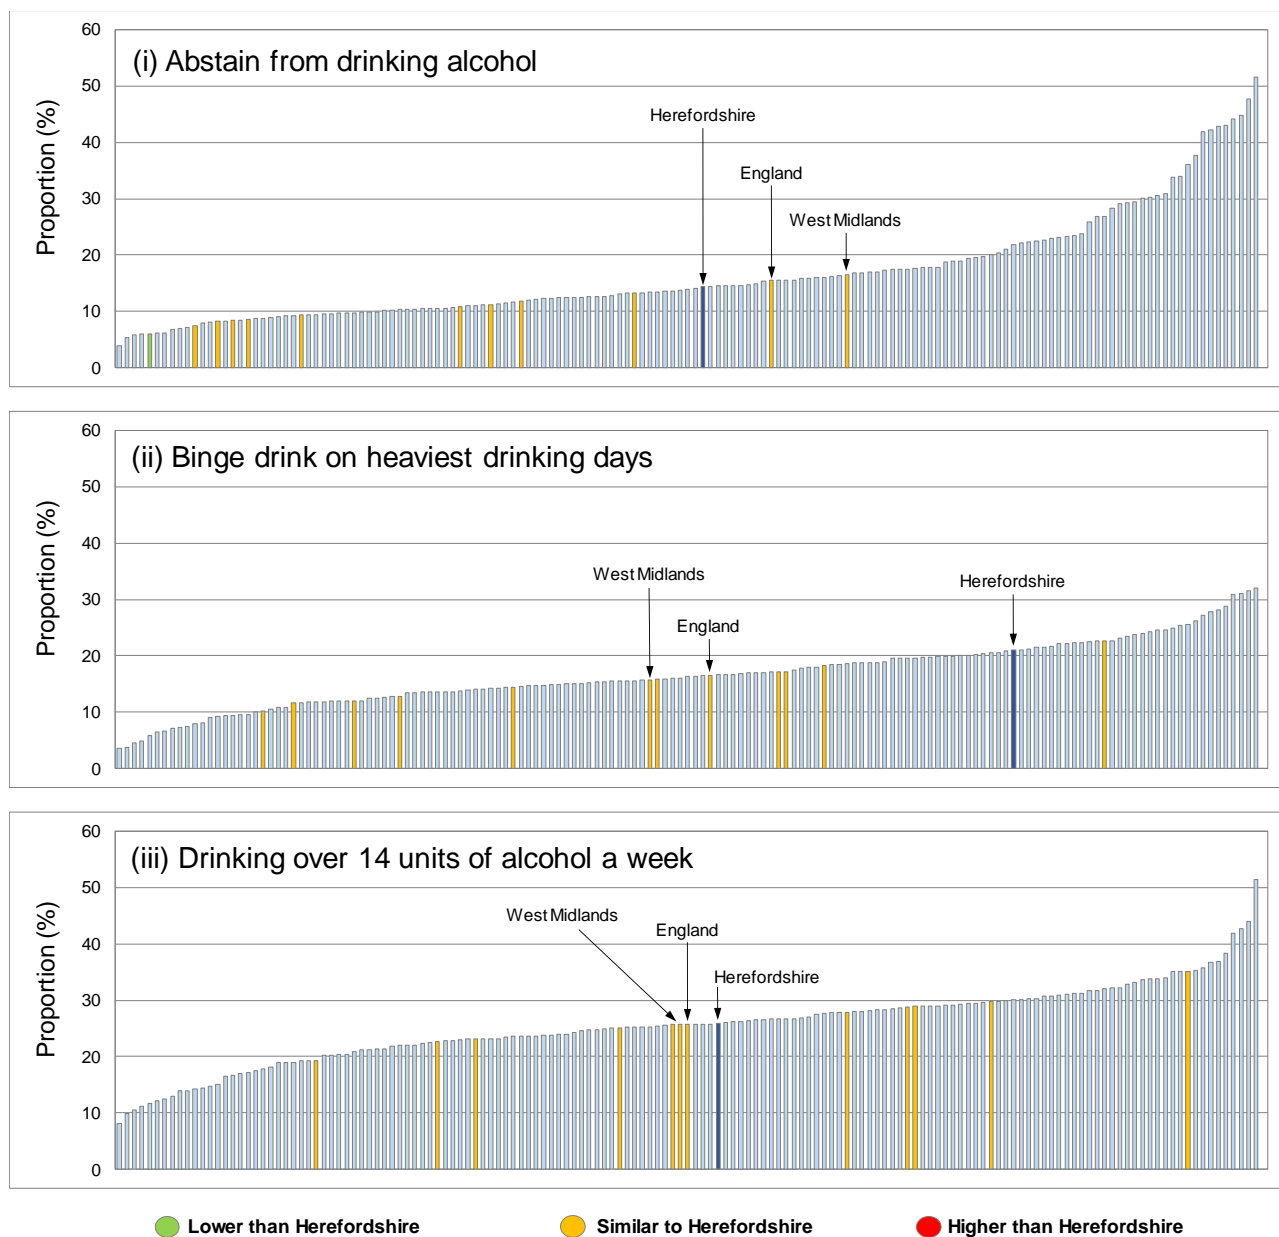 (i) Abstain from drinking alcohol
Proportion (%)
60
50
40
30
20
10
0
Herefordshire
England
West Midlands
(ii) Binge drink on heaviest drinking days
Proportion (%)
60
50
40
30
20
10
0
West Midlands
England
Herefordshire
(iii) Drinking over 14 units of alcohol a week
Proportion (%)
60
50
40
30
20
10
0
West Midlands
England
Herefordshire
Lower than Herefordshire
Similar to Herefordshire
Higher than Herefordshire